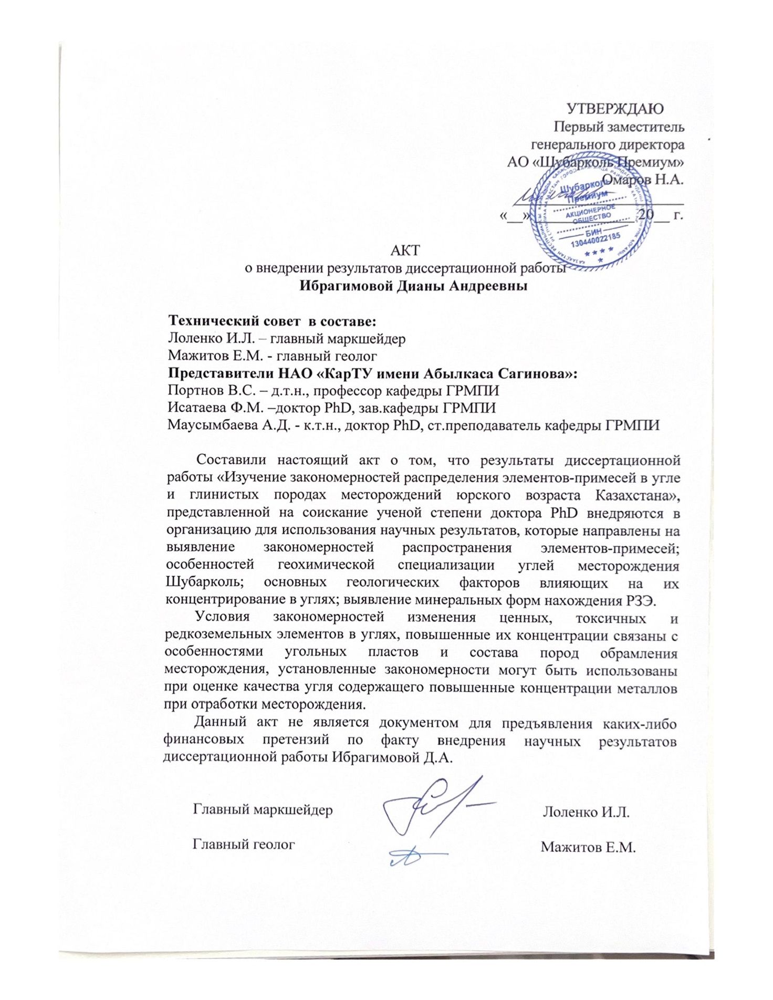 УТВЕРЖДАЮ
Первый заместитель
генерального директора
АО «Шубарколь Премиум»
Омаров Н.А.
«__» ______________ 20__ г.
Шубарколь
Премиум
АКЦИОНЕРНОЕ
ОБЩЕСТВО
БИН
130440022185
АКТ
о внедрении результатов диссертационной работы
Ибрагимовой Дианы Андреевны
Технический совет в составе:
Лоленко И.Л. – главный маркшейдер
Мажитов Е.М. - главный геолог
Представители НАО «КарТУ имени Абылкаса Сагинова»:
Портнов В.С. – д.т.н., профессор кафедры ГРМПИ
Исатаева Ф.М. –доктор PhD, зав.кафедры ГРМПИ
Маусымбаева А.Д. - к.т.н., доктор PhD, ст.преподаватель кафедры ГРМПИ
Составили настоящий акт о том, что результаты диссертационной
работы «Изучение закономерностей распределения элементов-примесей в угле
и глинистых породах месторождений юрского возраста Казахстана»,
представленной на соискание ученой степени доктора PhD внедряются в
организацию для использования научных результатов, которые направлены на
выявление закономерностей распространения элементов-примесей;
особенностей геохимической специализации углей месторождения
Шубарколь; основных геологических факторов влияющих на их
концентрирование в углях; выявление минеральных форм нахождения РЗЭ.
Условия закономерностей изменения ценных, токсичных и
редкоземельных элементов в углях, повышенные их концентрации связаны с
особенностями угольных пластов и состава пород обрамления
месторождения, установленные закономерности могут быть использованы
при оценке качества угля содержащего повышенные концентрации металлов
при отработки месторождения.
Данный акт не является документом для предъявления каких-либо
финансовых претензий по факту внедрения научных результатов
диссертационной работы Ибрагимовой Д.А.
Главный маркшейдер Лоленко И.Л.
Главный геолог Мажитов Е.М.